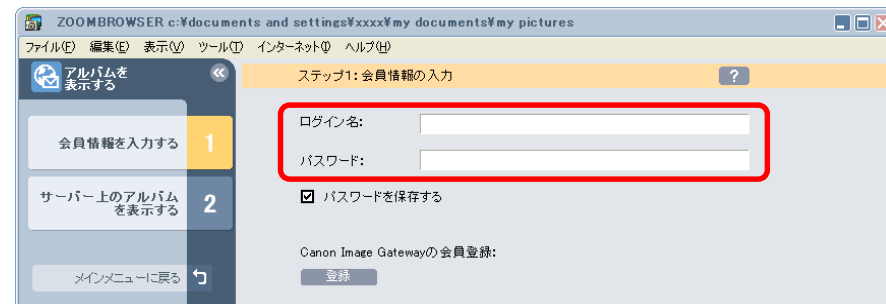 ZOOMBROWSER c:¥documents and settings¥xxxx¥my documents¥my pictures
ファイル(F) 編集(E) 表示(V) ツール(T) インターネット(I) ヘルプ(H)
アルバムを
表示する
ステップ1:会員情報の入力
?
会員情報を入力する 1
ログイン名:
パスワード:
サーバー上のアルバム
を表示する 2
パスワードを保存する
Canon Image Gatewayの会員登録:
メインメニューに戻る
登録